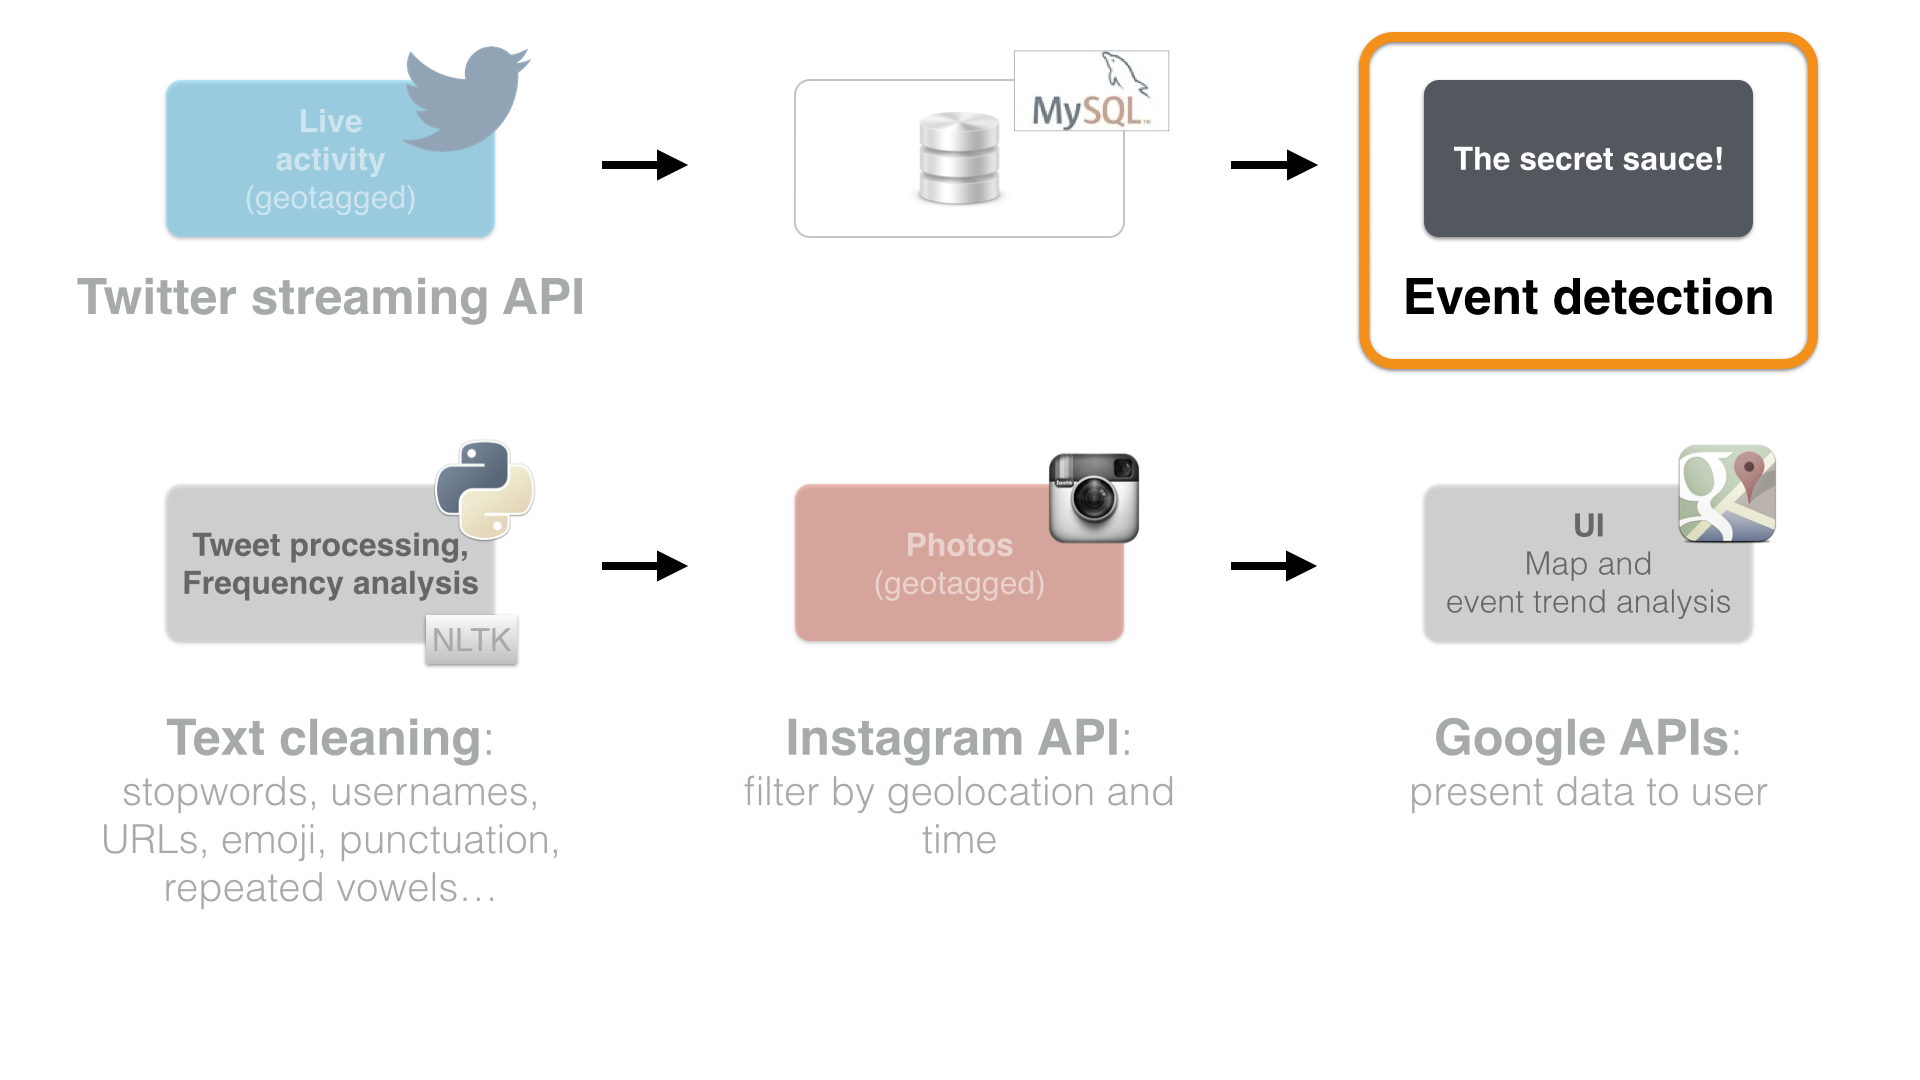 Live
activity
(geotagged)
MySQL™
The secret sauce!
Twitter streaming API
Event detection
Tweet processing,
Frequency analysis
NLTK
Insta
Photos
(geotagged)
g
UI
Map and
event trend analysis
Text cleaning:
stopwords, usernames,
URLs, emoji, punctuation,
repeated vowels…
Instagram API:
filter by geolocation and
time
Google APIs:
present data to user